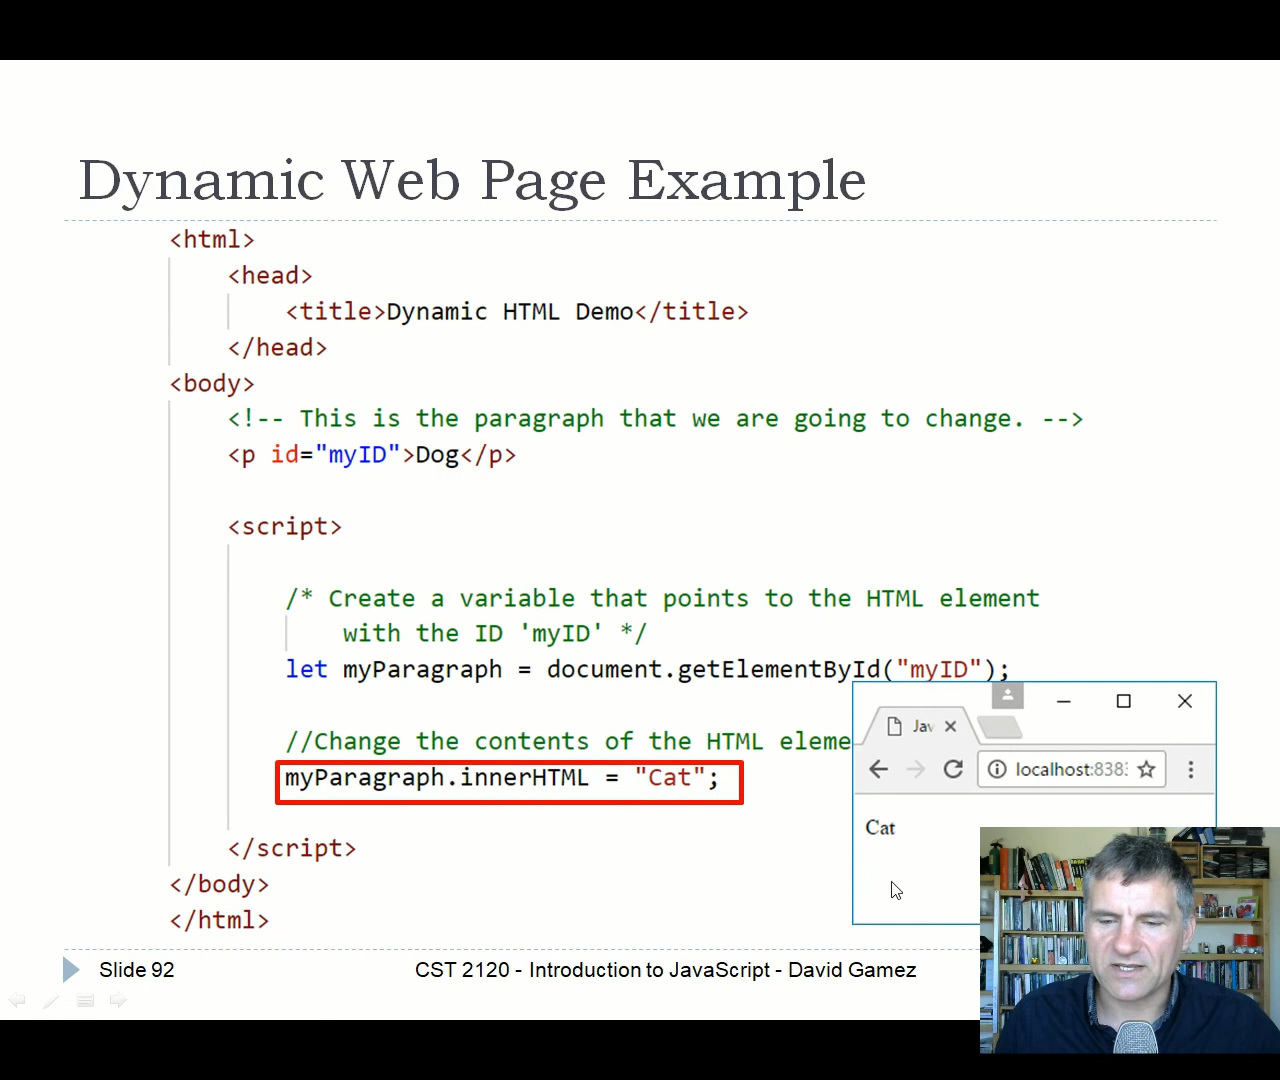 Dynamic Web Page Example
<html>
<head>
<title>Dynamic HTML Demo</title>
</head>
<body>
<!-- This is the paragraph that we are going to change. -->
<p id="myID">Dog</p>
<script>
/* Create a variable that points to the HTML element
with the ID 'myID' */
let myParagraph = document.getElementById("myID");
//Change the contents of the HTML eleme
myParagraph.innerHTML = "Cat";
</script>
</body>
</html>
Jav
localhost:8383
Cat
Slide 92
CST 2120 - Introduction to JavaScript - David Gamez